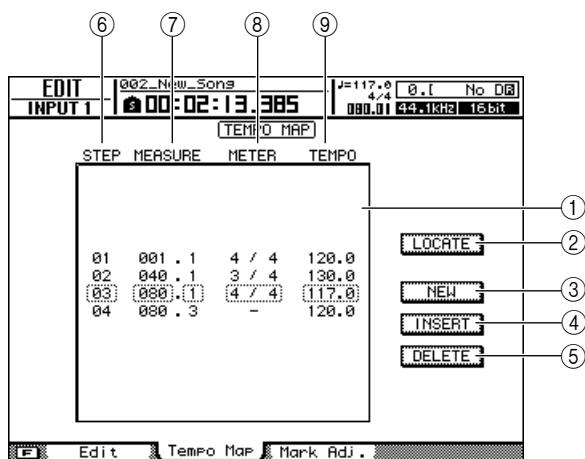 ⑥ ⑦ ⑧ ⑨
EDIT 002_New_Song ♩=117.0 0.[ No D
4/4
INPUT 1 S 00:02:13.385 080.01 44.1kHz 16bit
TEMPO MAP
STEP MEASURE METER TEMPO
①
LOCATE ②
01 001 . 1 4 / 4 120.0
02 040 . 1 3 / 4 130.0
03 080 . 1 4 / 4 117.0
NEW ③
04 080 . 3 – 120.0
INSERT ④
DELETE ⑤
F Edit Tempo Map Mark Adj.